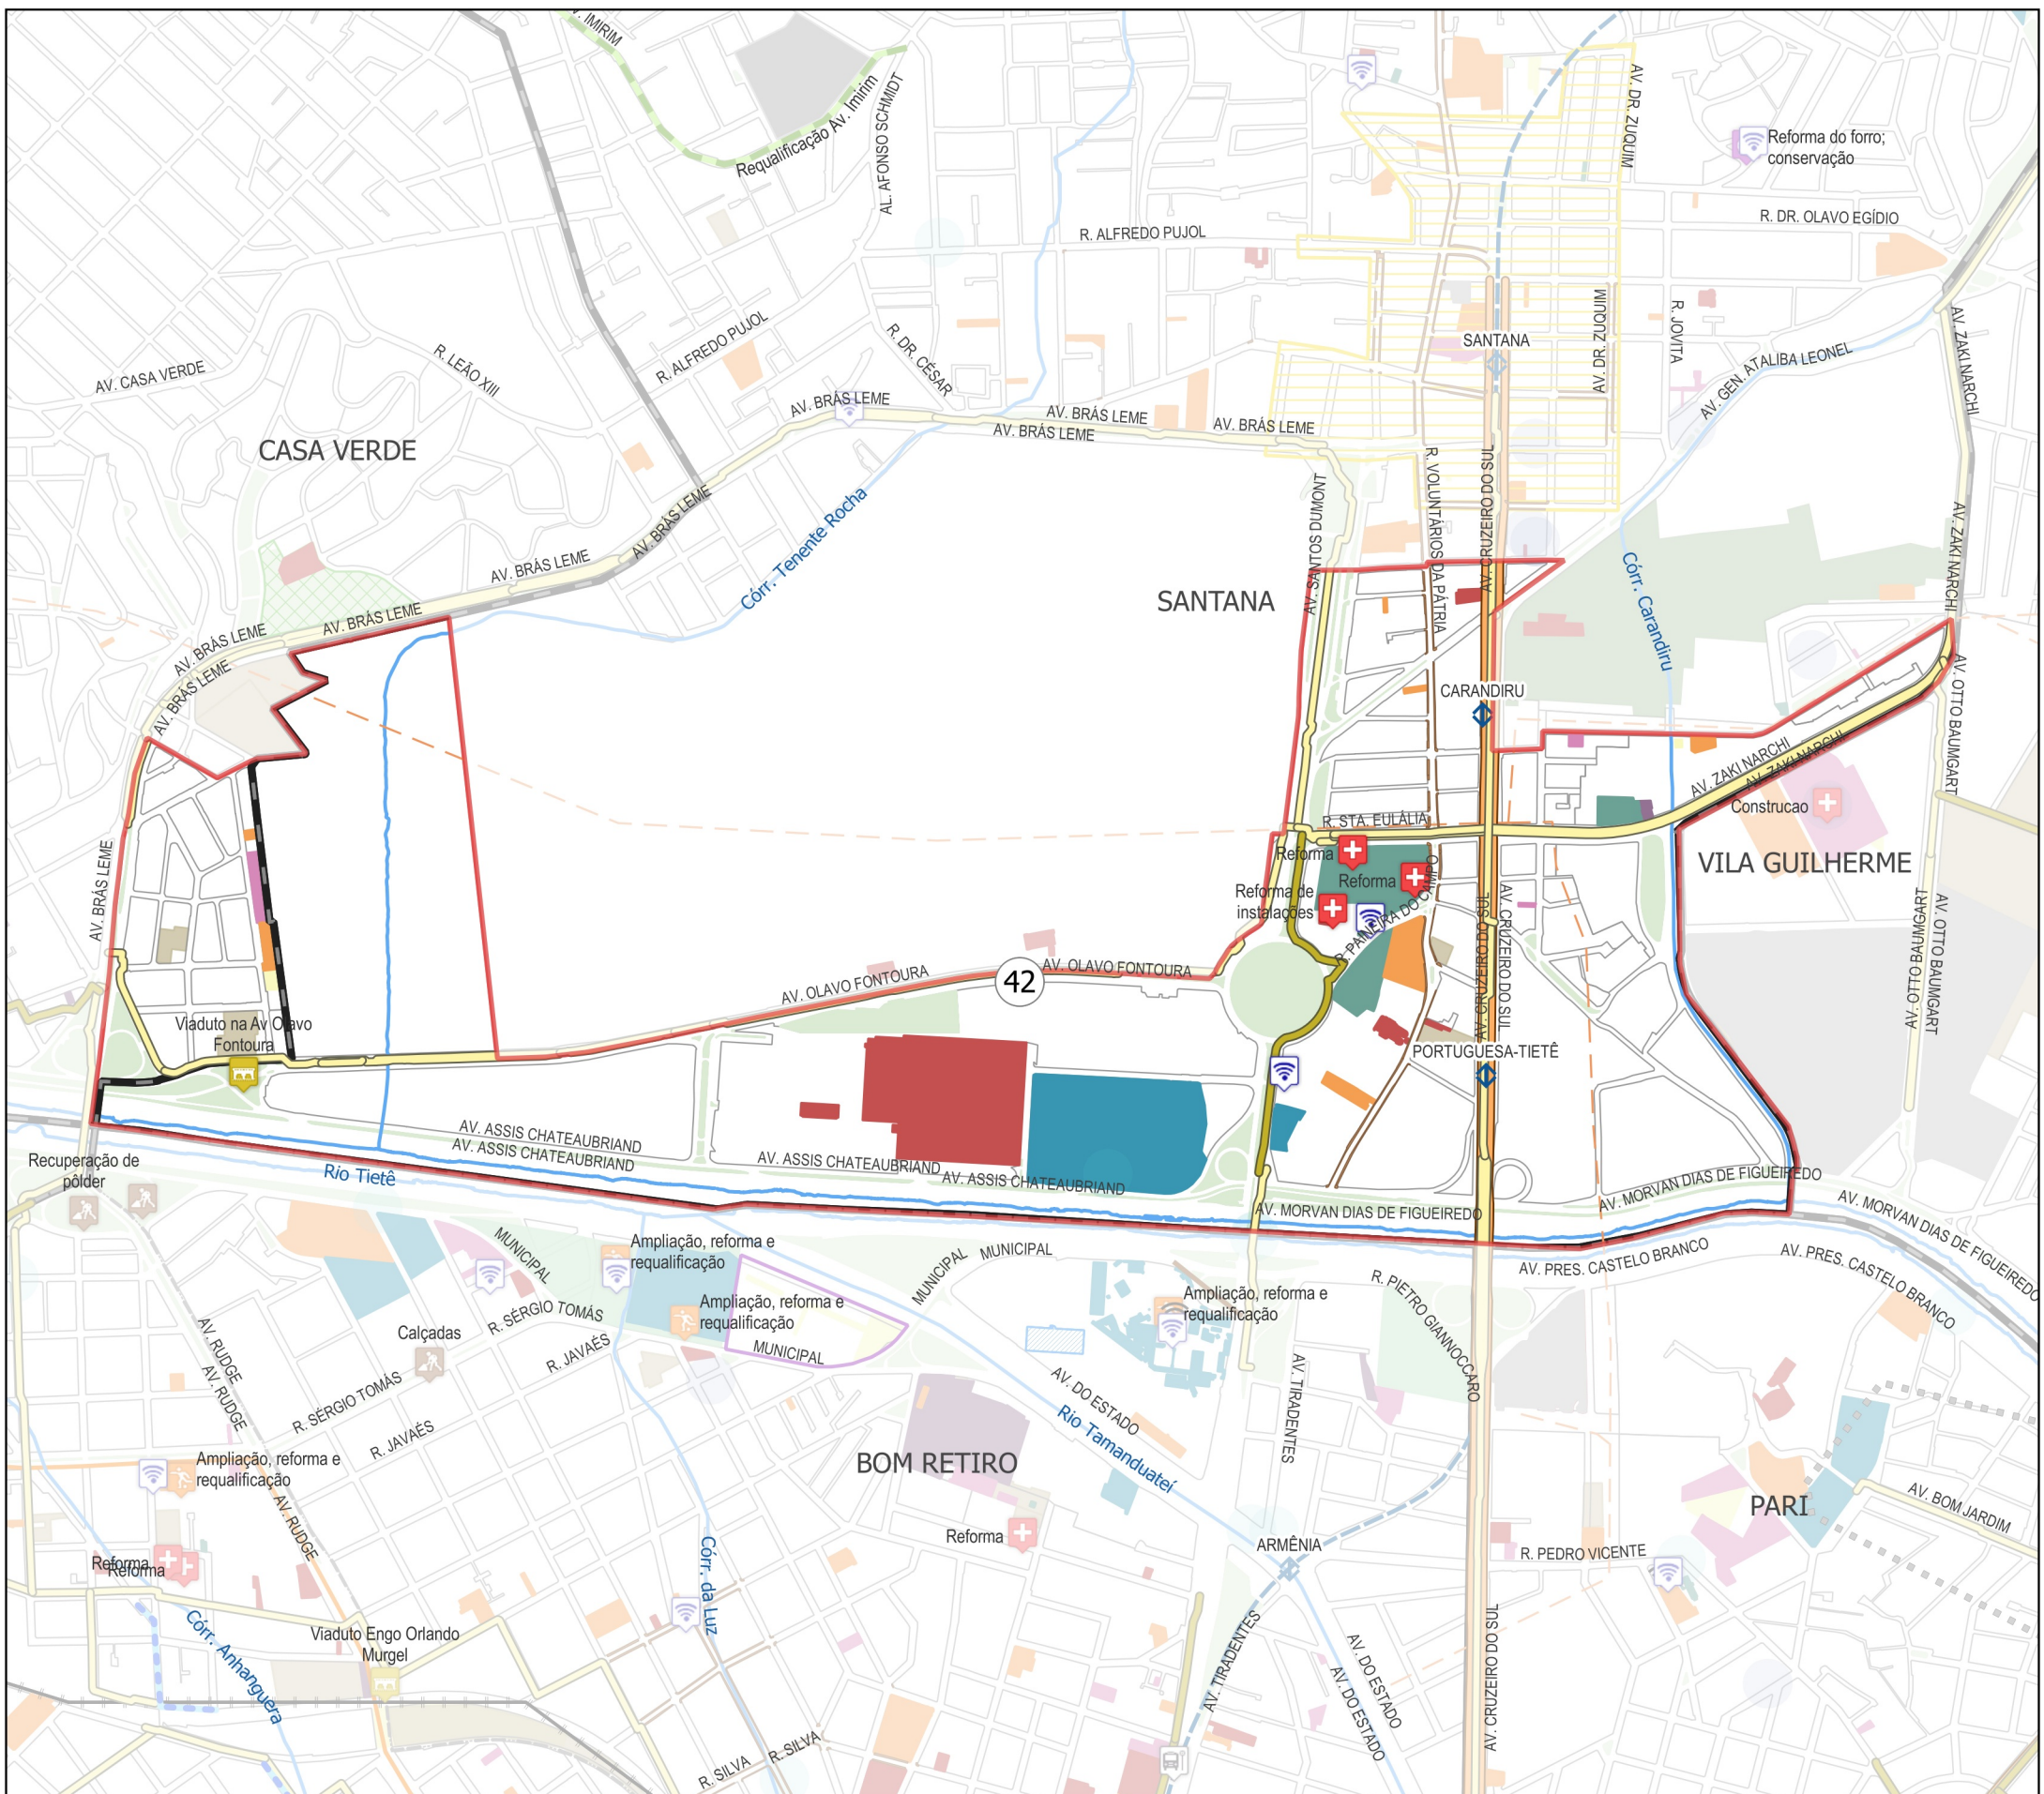 AV. IMIRIM
Requalificação Av. Imirim
AL. AFONSO SCHMIDT
AV. DR. ZUQUIM
Reforma do forro;
conservação
R. DR. OLAVO EGÍDIO
R. ALFREDO PUJOL
R. ALFREDO PUJOL
R. DR. CÉSAR
AV. DR. ZUQUIM
R. JOVITA
SANTANA
AV. GEN. ATALIBA LEONEL
AV. ZAKI NARCHI
AV. CASA VERDE
R. LEÃO XIII
AV. BRÁS LEME
AV. BRÁS LEME
AV. BRÁS LEME
AV. BRÁS LEME
CASA VERDE
AV. BRÁS LEME
AV. BRÁS LEME
AV. BRÁS LEME
AV. BRÁS LEME
AV. BRÁS LEME
AV. BRÁS LEME
Córr. Tenente Rocha
SANTANA
AV. SANTOS DUMONT
R. VOLUNTÁRIOS DA PÁTRIA
AV. CRUZEIRO DO SUL
Córr. Carandiru
AV. ZAKI NARCHI
CARANDIRU
AV. OTTO BAUMGART
AV. ZAKI NARCHI
AV. ZAKI NARCHI
Construcao
R. STA. EULÁLIA
Reforma
Reforma
Reforma de
instalações
R. PAINEIRA DO CAMPO
VILA GUILHERME
AV. OTTO BAUMGART
AV. OTTO BAUMGART
AV. CRUZEIRO DO SUL
AV. CRUZEIRO DO SUL
AV. OLAVO FONTOURA
42
AV. OLAVO FONTOURA
Viaduto na Av Olavo
Fontoura
PORTUGUESA-TIETÊ
AV. ASSIS CHATEAUBRIAND
AV. ASSIS CHATEAUBRIAND
AV. ASSIS CHATEAUBRIAND
AV. ASSIS CHATEAUBRIAND
Rio Tietê
Recuperação de
pôlder
AV. MORVAN DIAS DE FIGUEIREDO
AV. MORVAN DIAS DE FIGUEIREDO
AV. MORVAN DIAS DE FIGUEIREDO
AV. PRES. CASTELO BRANCO
AV. PRES. CASTELO BRANCO
MUNICIPAL
Ampliação, reforma e
requalificação
MUNICIPAL
MUNICIPAL
Ampliação, reforma e
requalificação
Ampliação, reforma e
requalificação
MUNICIPAL
R. PIETRO GIANNOCCARO
R. SÉRGIO TOMÁS
R. JAVAÉS
Calçadas
AV. RUDGE
AV. RUDGE
R. SÉRGIO TOMÁS
R. JAVAÉS
AV. DO ESTADO
Rio Tamanduateí
AV. TIRADENTES
BOM RETIRO
Ampliação, reforma e
requalificação
AV. RUDGE
PARI
AV. BOM JARDIM
Reforma
ARMÊNIA
R. PEDRO VICENTE
Reforma
Reforma
Córr. da Luz
Córr. Anhanguera
Viaduto Engo Orlando
Murgel
AV. TIRADENTES
AV. DO ESTADO
AV. DO ESTADO
AV. CRUZEIRO DO SUL
R. SILVA
R. SILVA